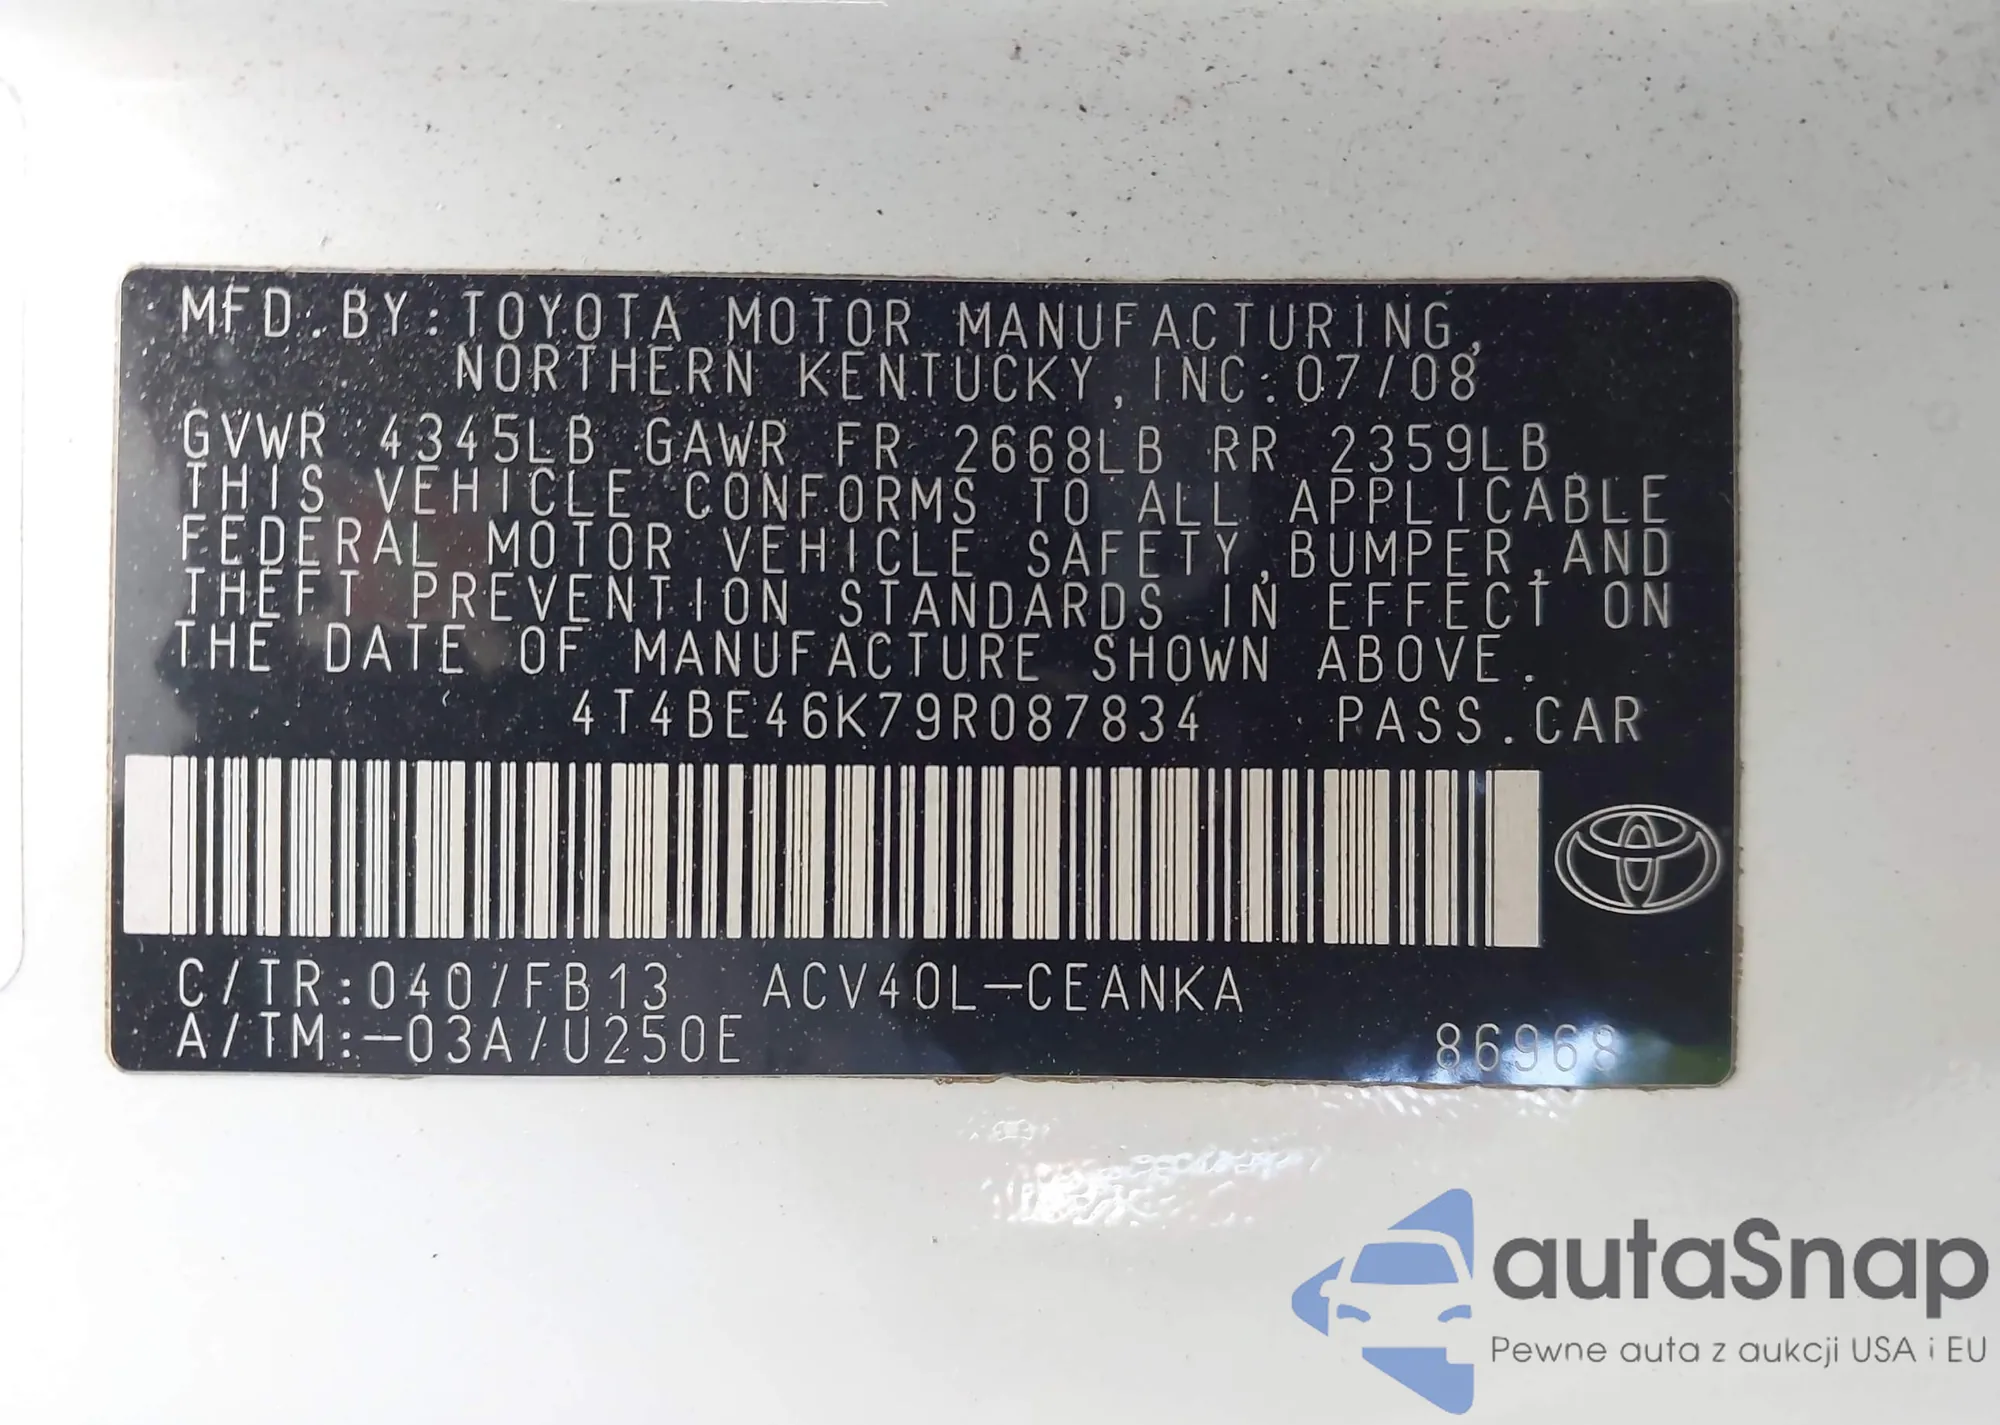 MFD. BY: TOYOTA MOTOR MANUFACTURING,
NORTHERN KENTUCKY, INC. 07/08
GVWR 4345LB GAWR FR 2668LB RR 2359LB
THIS VEHICLE CONFORMS TO ALL APPLICABLE
FEDERAL MOTOR VEHICLE SAFETY, BUMPER, AND
THEFT PREVENTION STANDARDS IN EFFECT ON
THE DATE OF MANUFACTURE SHOWN ABOVE.
4T4BE46K79R087834 PASS. CAR
C/TR:040/FB13 ACV40L-CEANKA
A/TM:-03A/U250E 86968
autaSnap
Pewne auta z aukcji USA i EU